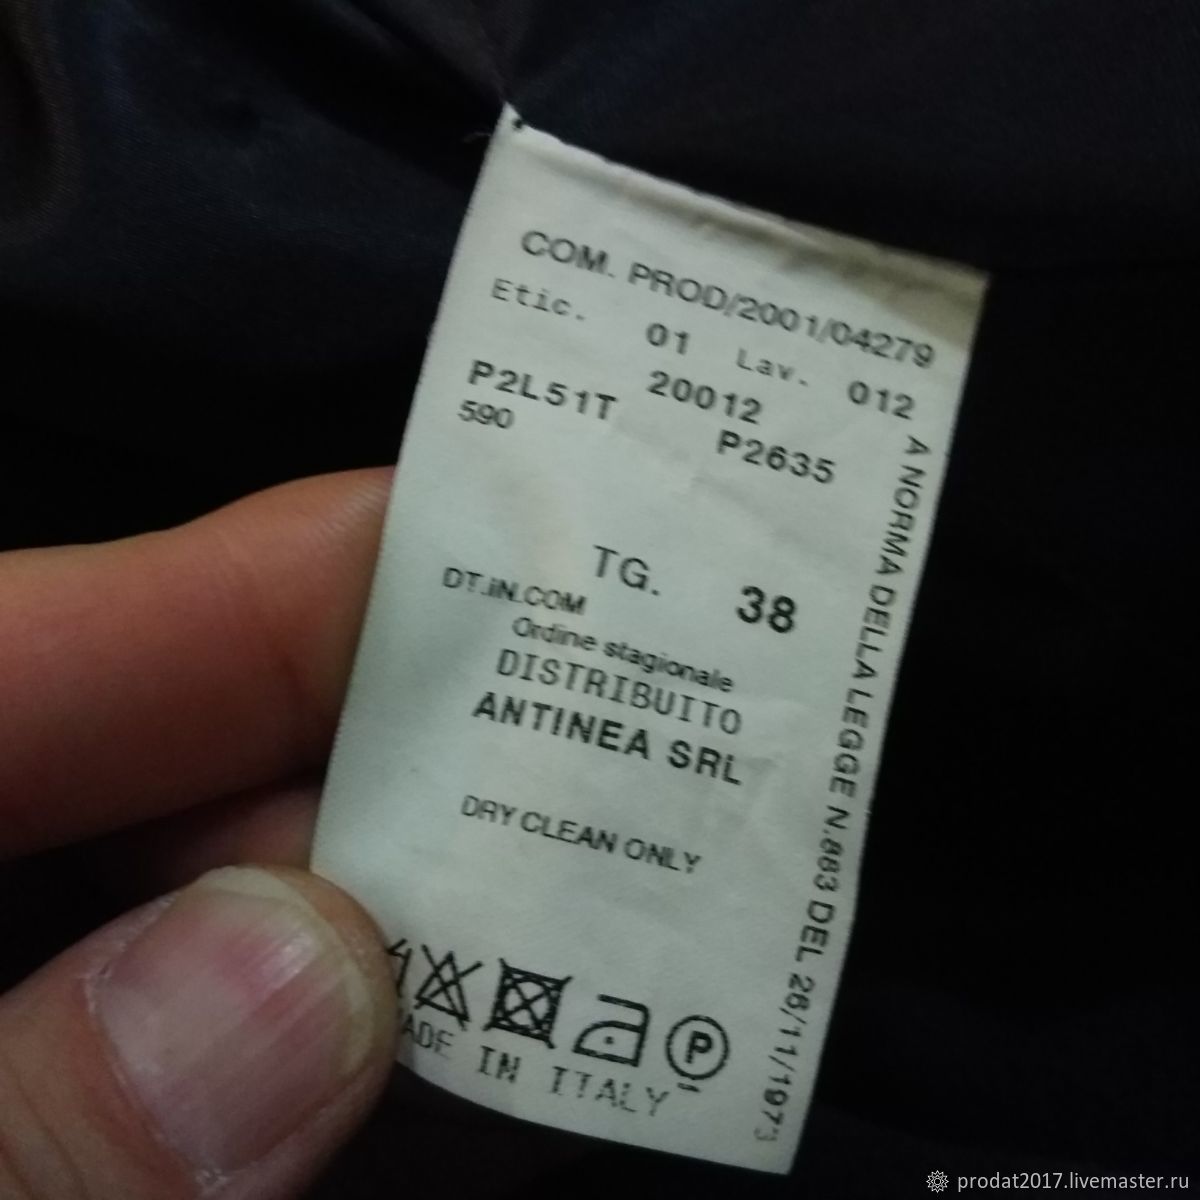 COM. PROD/2001/04279
Etic. 01 Lav. 012
P2L51T 20012
590 P2635
TG. 38
DT.IN.COM
Ordine stagionale
DISTRIBUITO
ANTINEA SRL
DRY CLEAN ONLY
P
ADE IN ITALY
A NORMA DELLA LEGGE N.883 DEL 26/11/1973
prodat2017.livemaster.ru